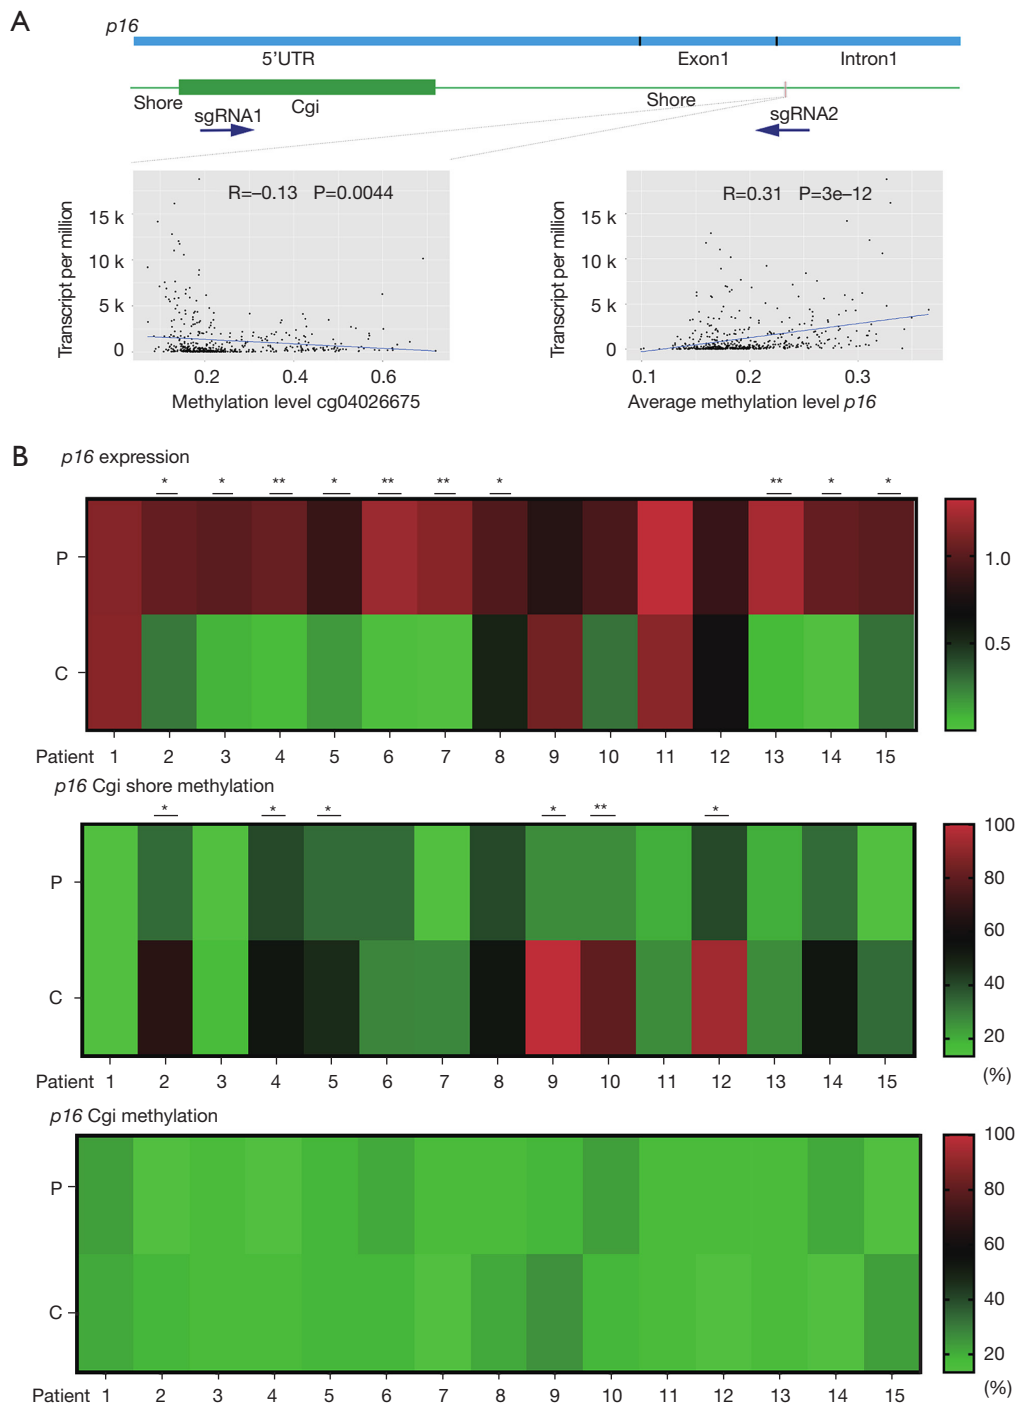 A
p16
5'UTR Exon1 Intron1
Shore Cgi Shore
sgRNA1 sgRNA2
R=–0.13 P=0.0044
Transcript per million
15 k
10 k
5 k
0
0.2 0.4 0.6
Methylation level cg04026675
R=0.31 P=3e–12
Transcript per million
15 k
10 k
5 k
0
0.1 0.2 0.3
Average methylation level p16
B
p16 expression
* * ** * ** ** * ** * *
P
C
1.0
0.5
Patient 1 2 3 4 5 6 7 8 9 10 11 12 13 14 15
p16 Cgi shore methylation
* * * * ** *
P
C
100
80
60
40
20
(%)
Patient 1 2 3 4 5 6 7 8 9 10 11 12 13 14 15
p16 Cgi methylation
P
C
100
80
60
40
20
(%)
Patient 1 2 3 4 5 6 7 8 9 10 11 12 13 14 15